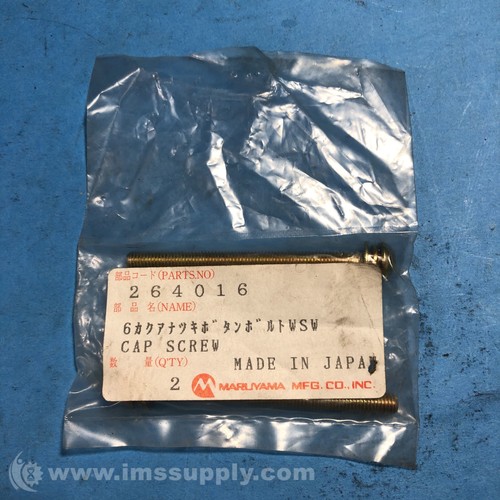 部品コード(PARTS.NO)
264016
部品名(NAME)
6カクアナツキボタンボルトWSW
CAP SCREW
数量(Q'TY) MADE IN JAPAN
2 MARUYAMA MFG. CO., INC.
www.imssupply.com